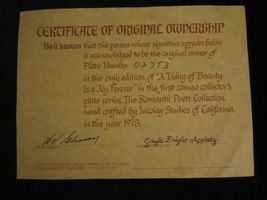 CERTIFICATE OF ORIGINAL OWNERSHIP
Be it known that the person whose signature appears below
is acknowledged to be the original owner of
Plate Number 0A753
in the only edition of "A Thing of Beauty
Is a Joy Forever" in the first cameo collector's
plate series, The Romantic Poets Collection,
hand crafted by Incolay Studios of California
in the year 1978.
Gayle Bright Appleby